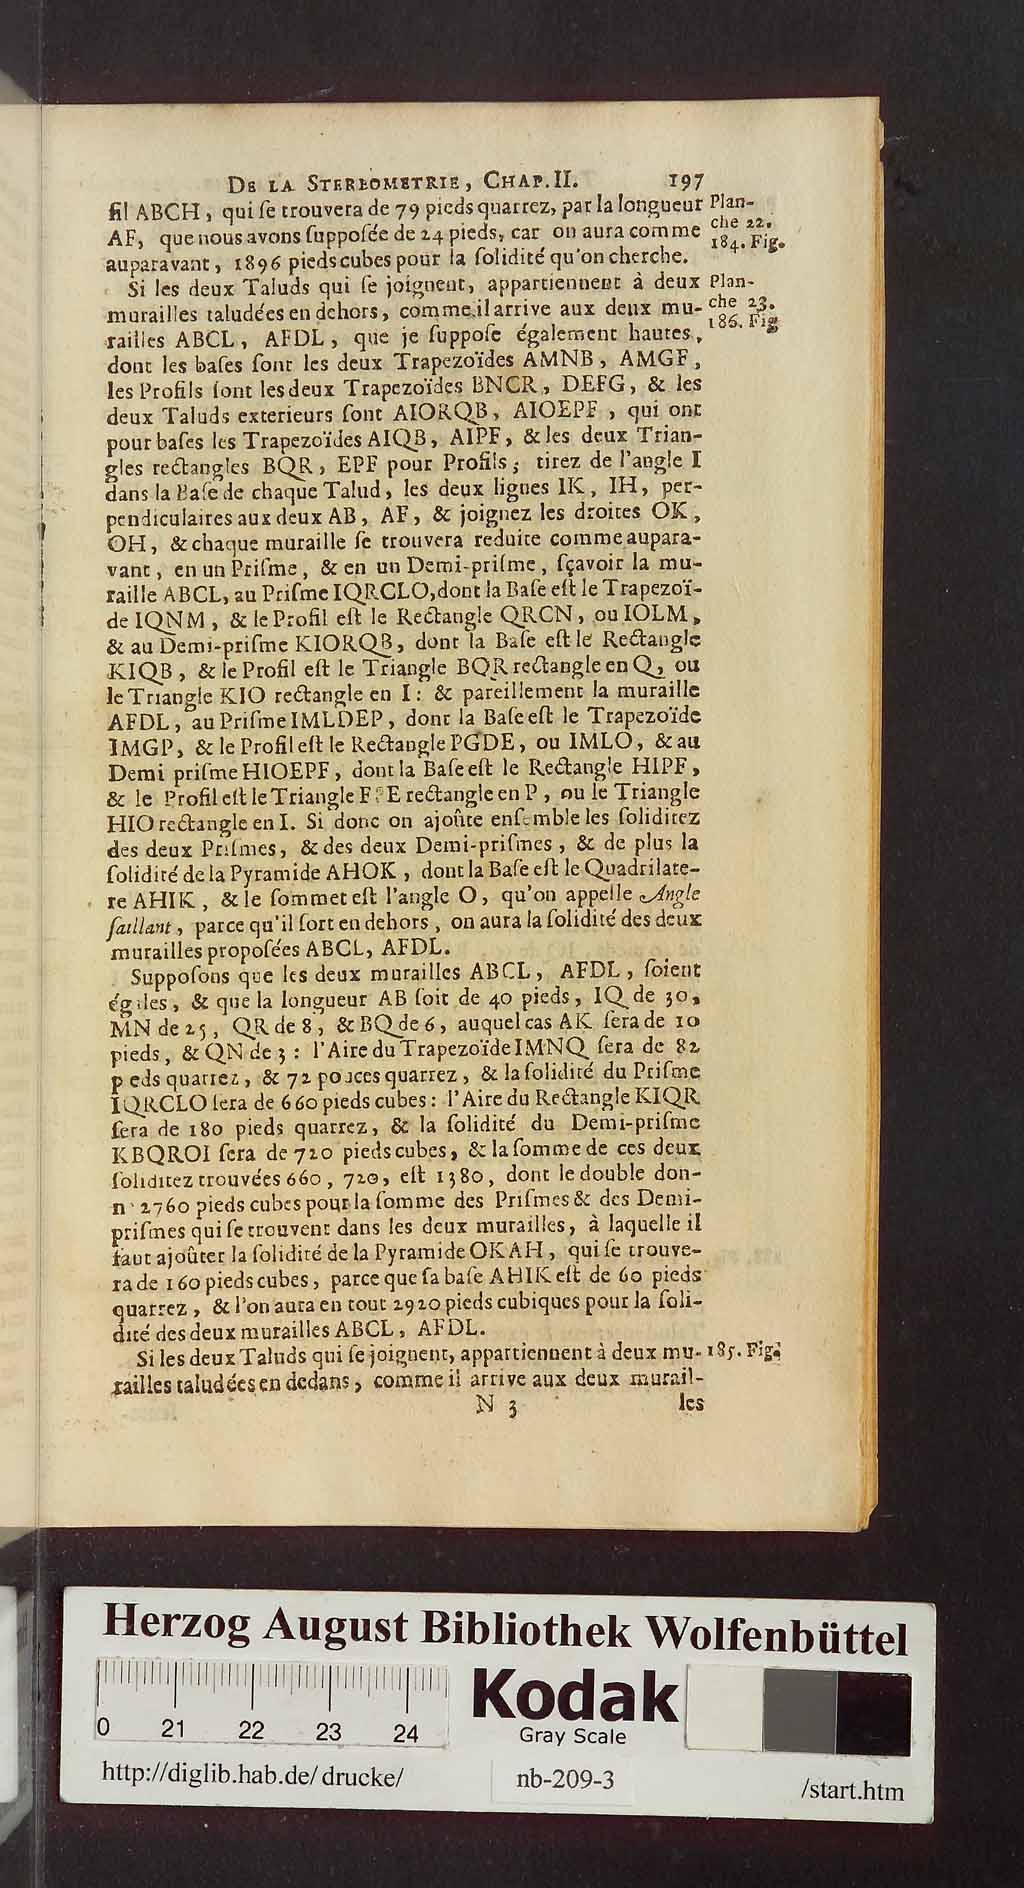 DE LA STEREOMETRIE, CHAP. II. 197
fil ABCH, qui ſe trouvera de 79 pieds quarrez, par la longueur
AF, que nous avons ſuppoſée de 24 pieds, car on aura comme
auparavant, 1896 pieds cubes pour la ſolidité qu'on cherche.
Plan-
che 22.
184. Fig.
Si les deux Taluds qui ſe joignent, appartiennent à deux
murailles taludées en dehors, comme il arrive aux deux mu-
railles ABCL, AFDL, que je ſuppoſe également hautes,
Plan-
che 23.
186. Fig
dont les baſes ſont les deux Trapezoïdes AMNB, AMGF,
les Profils ſont les deux Trapezoïdes BNCR, DEFG, & les
deux Taluds exterieurs ſont AIORQB, AIOEPF, qui ont
pour baſes les Trapezoïdes AIQB, AIPF, & les deux Trian-
gles rectangles BQR, EPF pour Profils; tirez de l'angle I
dans la Baſe de chaque Talud, les deux lignes IK, IH, per-
pendiculaires aux deux AB, AF, & joignez les droites OK,
OH, & chaque muraille ſe trouvera reduite comme aupara-
vant, en un Priſme, & en un Demi-priſme, ſçavoir la mu-
raille ABCL, au Priſme IQRCLO, dont la Baſe eſt le Trapezoï-
de IQNM, & le Profil eſt le Rectangle QRCN, ou IOLM,
& au Demi-priſme KIORQB, dont la Baſe eſt le Rectangle
KIQB, & le Profil eſt le Triangle BQR rectangle en Q, ou
le Triangle KIO rectangle en I: & pareillement la muraille
AFDL, au Priſme IMLDEP, dont la Baſe eſt le Trapezoïde
IMGP, & le Profil eſt le Rectangle PGDE, ou IMLO, & au
Demi priſme HIOEPF, dont la Baſe eſt le Rectangle HIPF,
& le Profil eſt le Triangle FPE rectangle en P, ou le Triangle
HIO rectangle en I. Si donc on ajoûte enſemble les ſoliditez
des deux Priſmes, & des deux Demi-priſmes, & de plus la
ſolidité de la Pyramide AHOK, dont la Baſe eſt le Quadrilate-
re AHIK, & le ſommet eſt l'angle O, qu'on appelle Angle
ſaillant, parce qu'il ſort en dehors, on aura la ſolidité des deux
murailles propoſées ABCL, AFDL.
Suppoſons que les deux murailles ABCL, AFDL, ſoient
égales, & que la longueur AB ſoit de 40 pieds, IQ de 30,
MN de 25, QR de 8, & BQ de 6, auquel cas AK ſera de 10
pieds, & QN de 3: l'Aire du Trapezoïde IMNQ ſera de 82
pieds quarrez, & 72 pouces quarrez, & la ſolidité du Priſme
IQRCLO ſera de 660 pieds cubes: l'Aire du Rectangle KIQR
ſera de 180 pieds quarrez, & la ſolidité du Demi-priſme
KBQROI ſera de 720 pieds cubes, & la ſomme de ces deux
ſoliditez trouvées 660, 720, eſt 1380, dont le double don-
n 2760 pieds cubes pour la ſomme des Priſmes & des Demi-
priſmes qui ſe trouvent dans les deux murailles, à laquelle il
faut ajoûter la ſolidité de la Pyramide OKAH, qui ſe trouve-
ra de 160 pieds cubes, parce que ſa baſe AHIK eſt de 60 pieds
quarrez, & l'on aura en tout 2920 pieds cubiques pour la ſoli-
dité des deux murailles ABCL, AFDL.
Si les deux Taluds qui ſe joignent, appartiennent à deux mu-
185. Fig.
railles taludées en dedans, comme il arrive aux deux murail-
N 3 les
Herzog August Bibliothek Wolfenbüttel
0 21 22 23 24
Kodak
Gray Scale
http://diglib.hab.de/drucke/ nb-209-3 /start.htm